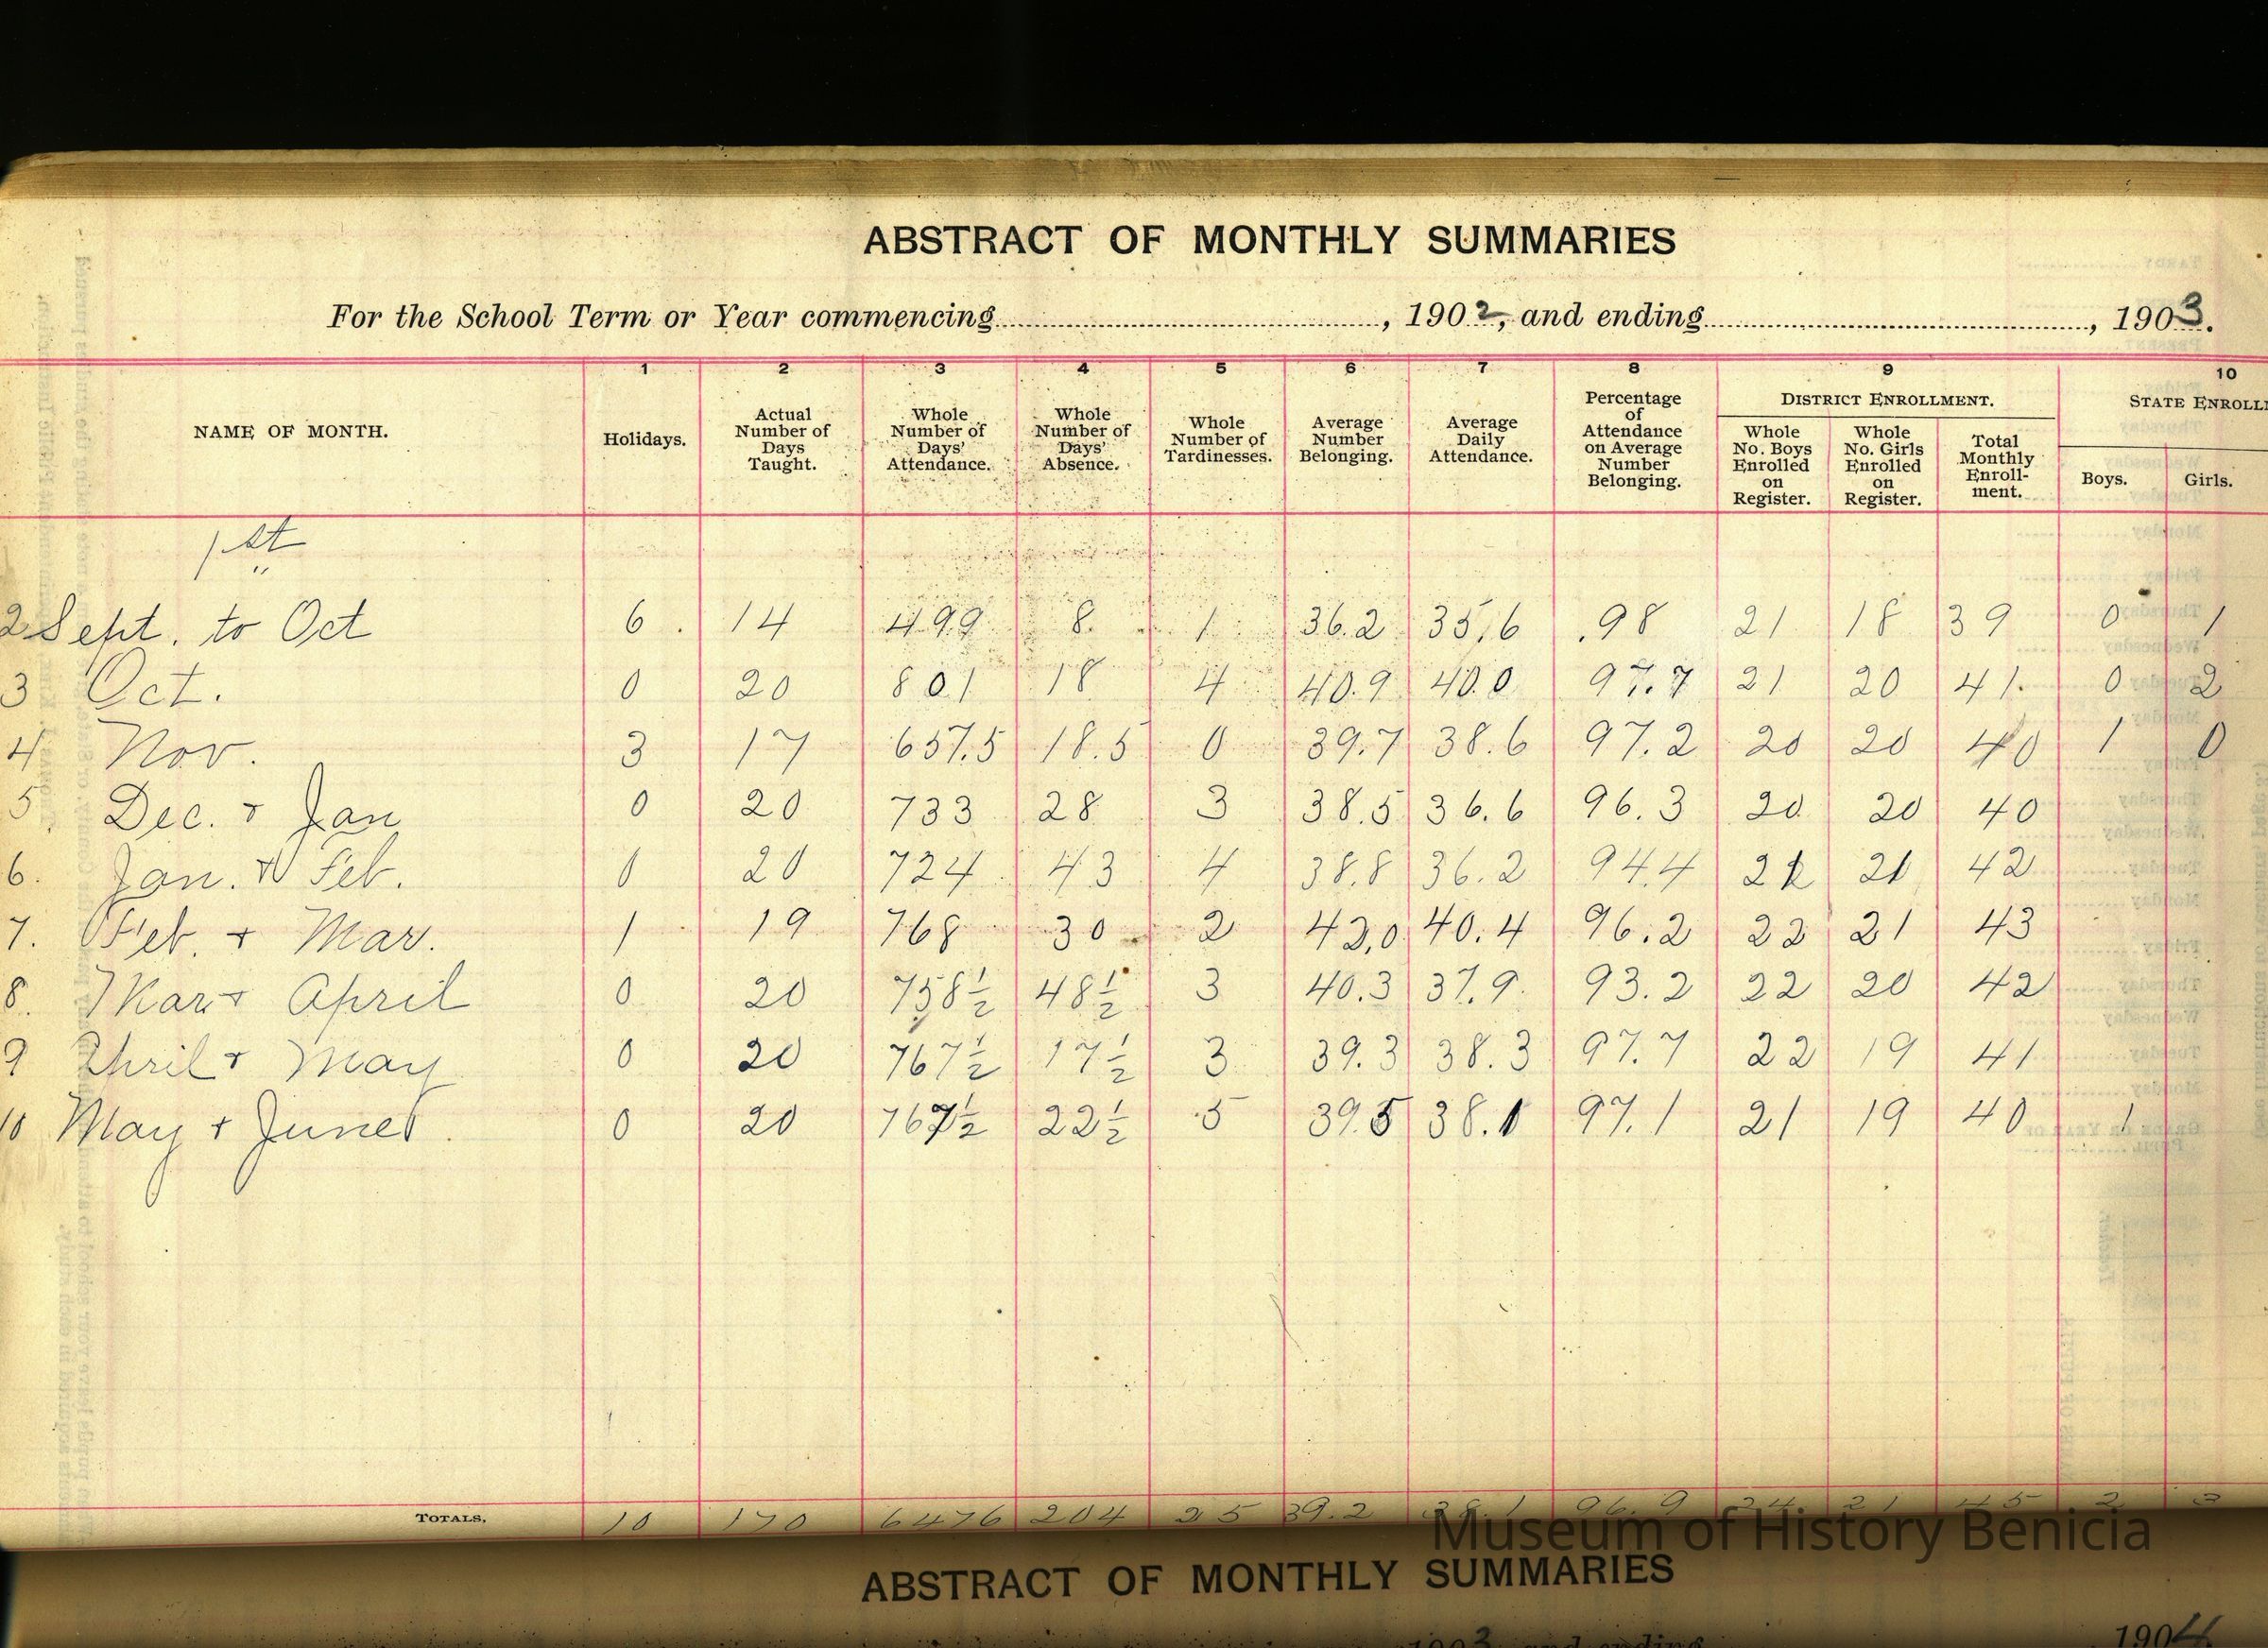 ABSTRACT OF MONTHLY SUMMARIES
For the School Term or Year commencing ...................., 1902, and ending ...................., 1903.
1 2 3 4 5 6 7 8 9 10
NAME OF MONTH. Holidays. Actual Number of Days Taught. Whole Number of Days' Attendance. Whole Number of Days' Absence. Whole Number of Tardinesses. Average Number Belonging. Average Daily Attendance. Percentage of Attendance on Average Number Belonging. DISTRICT ENROLLMENT. Whole No. Boys Enrolled on Register. Whole No. Girls Enrolled on Register. Total Monthly Enroll-ment. STATE ENROLL Boys. Girls.
1st
2 Sept. to Oct 6. 14 499 8. 1 36.2 35,6 .98 21 18 39 0 1
3 Oct. 0 20 801 18 4 40.9 40.0 97.7 21 20 41. 0 2
4 Nov. 3 17 657.5 18.5 0 39.7 38.6 97.2 20 20 40 1 0
5. Dec. + Jan 0 20 733 28 3 38.5 36.6 96.3 20 20 40
6. Jan. + Feb. 0 20 724 43 4 38.8 36.2 94.4 21 21 42
7. Feb. + Mar. 1 19 768 30 2 42,0 40.4 96.2 22 21 43
8. Mar + April 0 20 758½ 48½ 3 40.3 37.9 93.2 22 20 42
9 April + May 0 20 767½ 17½ 3 39.3 38.3 97.7 22 19 41
10 May + June 0 20 767½ 22½ 5 39.5 38.1 97.1 21 19 40 1
TOTALS. 10 170 6476 204 25 39.2 38.1 96.9 24 21 45 2 3
Museum of History Benicia
ABSTRACT OF MONTHLY SUMMARIES
1903, and ending 1904